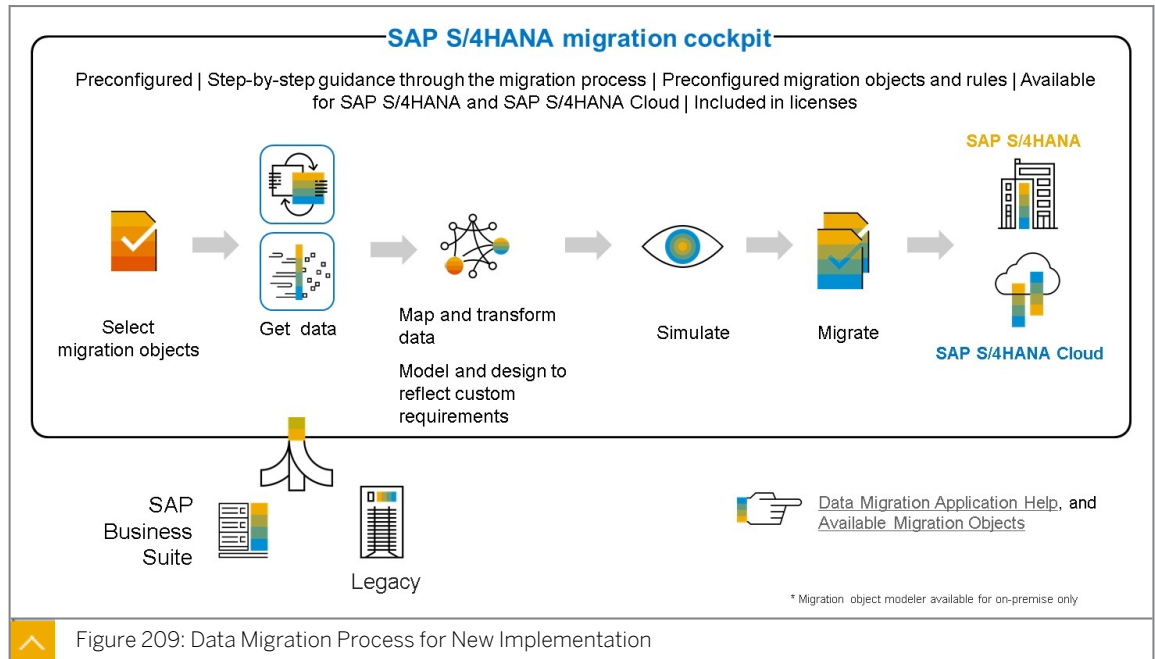 SAP S/4HANA migration cockpit
Preconfigured | Step-by-step guidance through the migration process | Preconfigured migration objects and rules | Available
for SAP S/4HANA and SAP S/4HANA Cloud | Included in licenses
Select
migration objects
Get data
Map and transform
data
Model and design to
reflect custom
requirements
Simulate
Migrate
SAP S/4HANA
SAP S/4HANA Cloud
SAP
Business
Suite
Legacy
Data Migration Application Help, and
Available Migration Objects
* Migration object modeler available for on-premise only
Figure 209: Data Migration Process for New Implementation